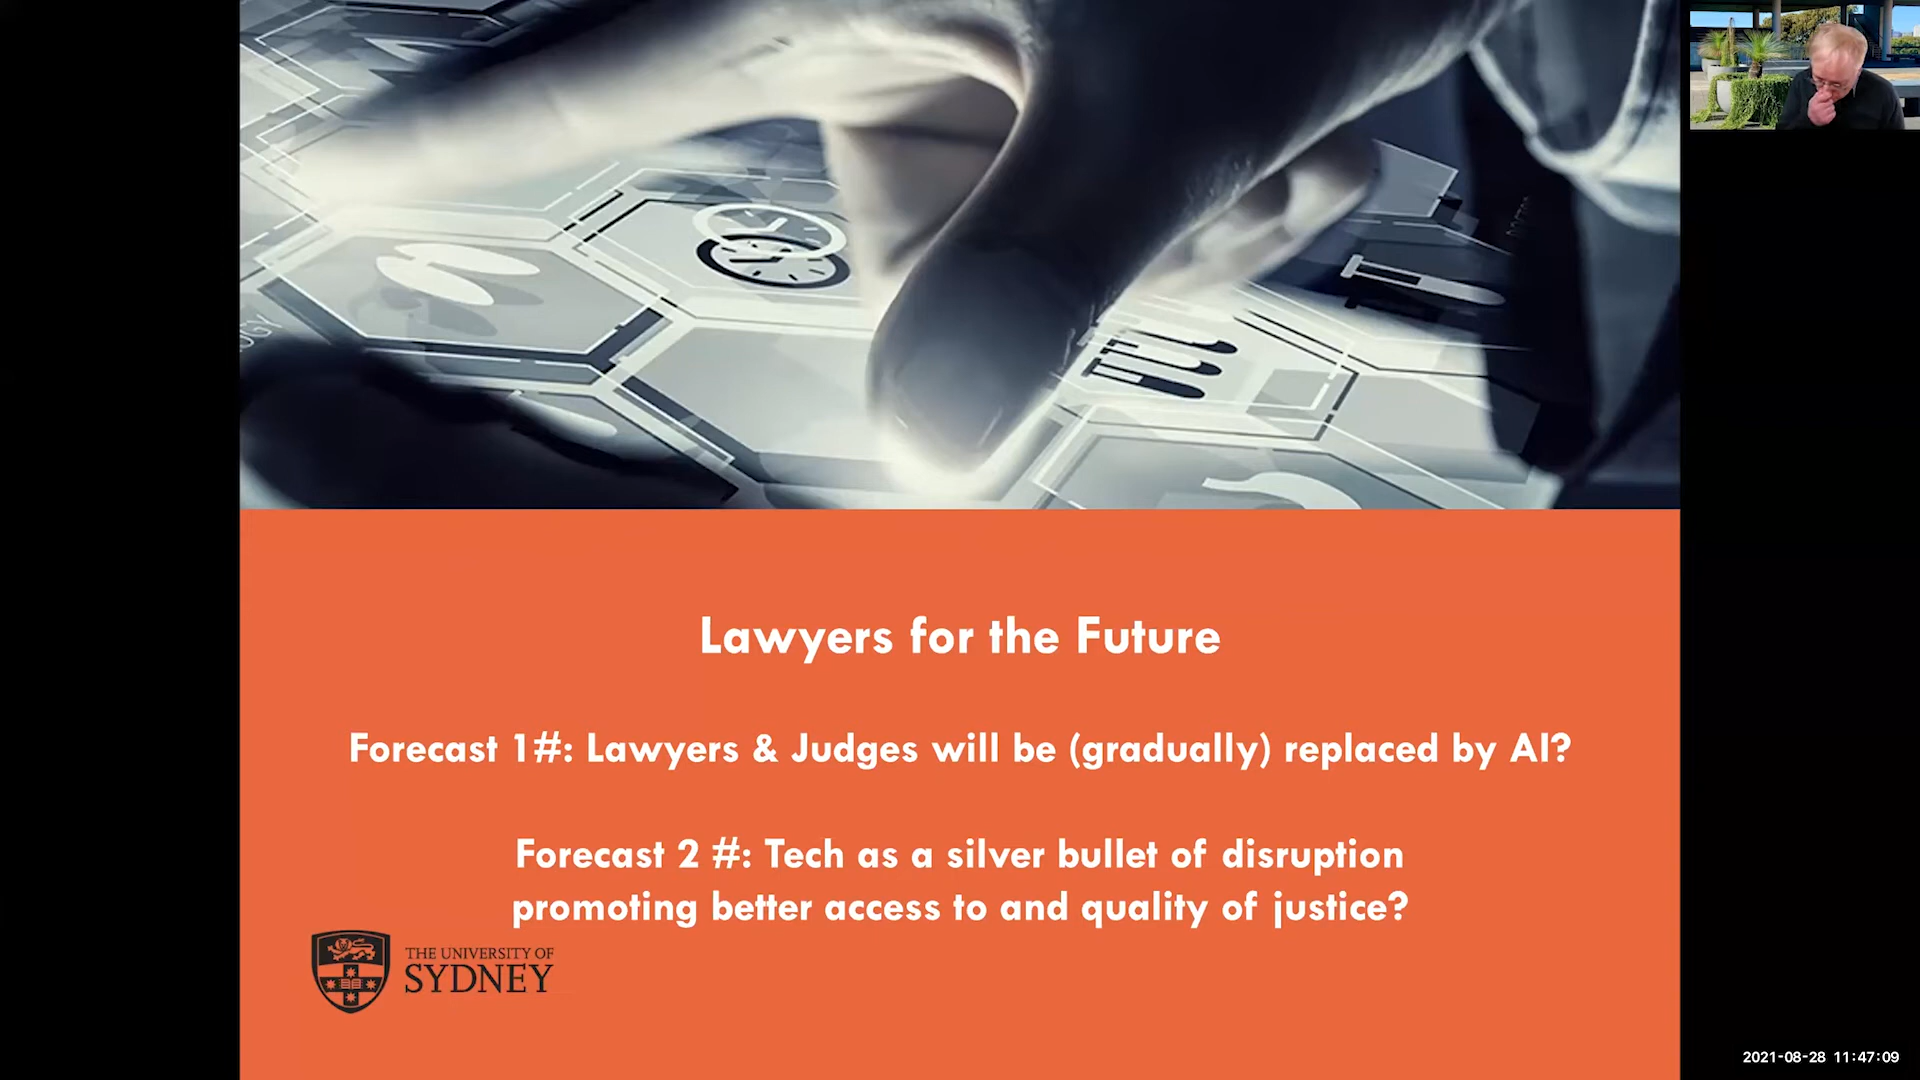 Lawyers for the Future
Forecast 1#: Lawyers & Judges will be (gradually) replaced by AI?
Forecast 2 #: Tech as a silver bullet of disruption
promoting better access to and quality of justice?
THE UNIVERSITY OF
SYDNEY
2021-08-28 11:47:09